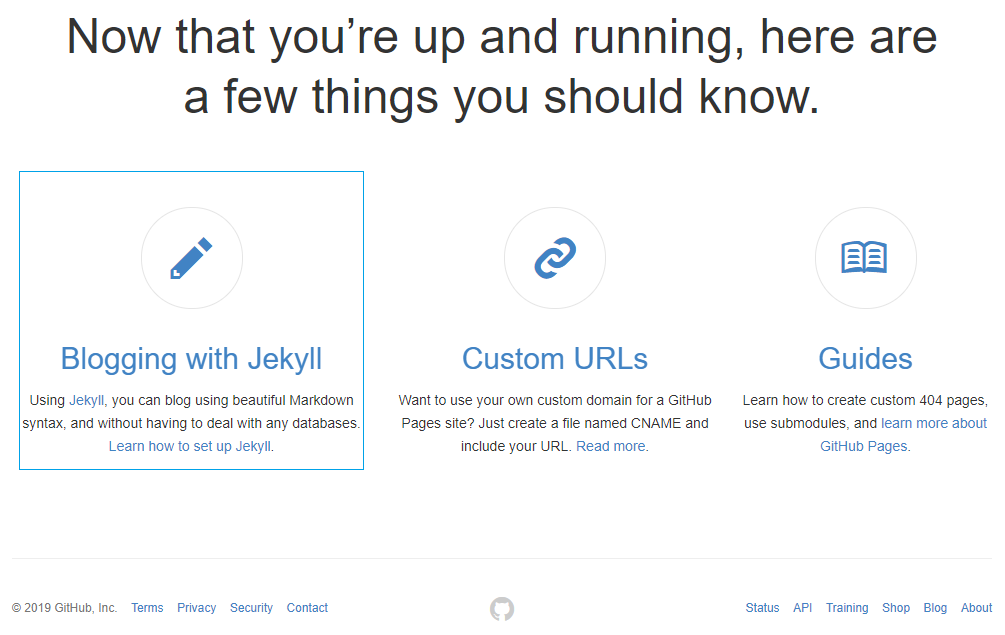 Now that you’re up and running, here are
a few things you should know.
Blogging with Jekyll
Using Jekyll, you can blog using beautiful Markdown
syntax, and without having to deal with any databases.
Learn how to set up Jekyll.
Custom URLs
Want to use your own custom domain for a GitHub
Pages site? Just create a file named CNAME and
include your URL. Read more.
Guides
Learn how to create custom 404 pages,
use submodules, and learn more about
GitHub Pages.
© 2019 GitHub, Inc. Terms Privacy Security Contact
Status API Training Shop Blog About